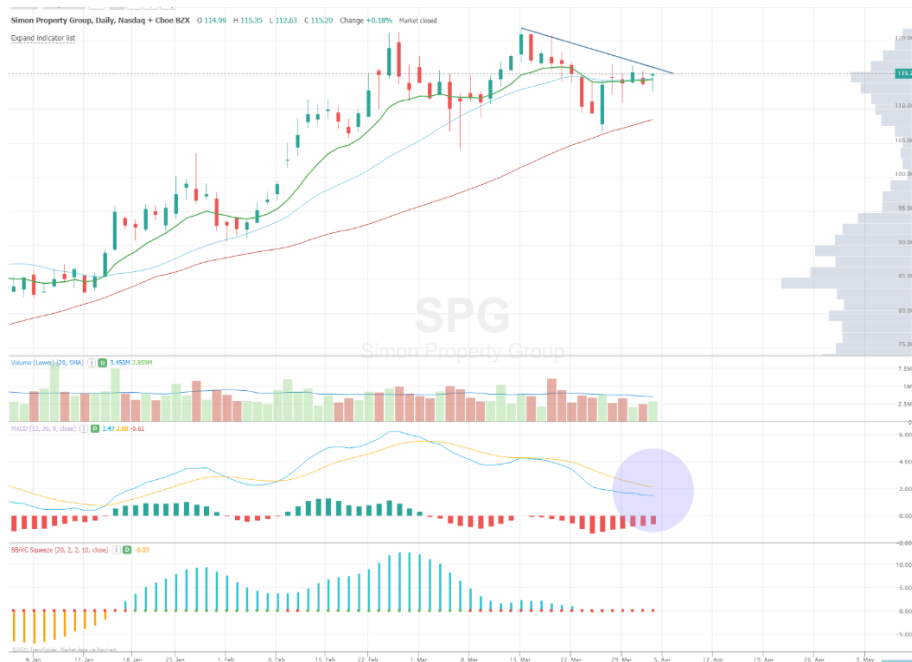 Simon Property Group, Daily, Nasdaq + Cboe BZX O 114.99 H 115.35 L 112.63 C 115.20 Change +0.18% Market closed
Expand indicator list
120.00
115.2
110.00
105.00
100.00
95.00
90.00
85.00
80.00
75.00
SPG
Simon Property Group
Volume (Lower) (20, SMA) D 3.450M 2.859M
7.5M
5M
2.5M
0
MACD (12, 26, 9, close) D 1.47 2.08 -0.61
6.00
4.00
2.00
0.00
-2.00
BB/KC Squeeze (20, 2, 2, 10, close) D -0.03
10.00
5.00
0.00
4. Jan 11. Jan 18. Jan 25. Jan 1. Feb 8. Feb 15. Feb 22. Feb 1. Mar 8. Mar 15. Mar 22. Mar 29. Mar 5. Apr 12. Apr 19. Apr 26. Apr 3. May